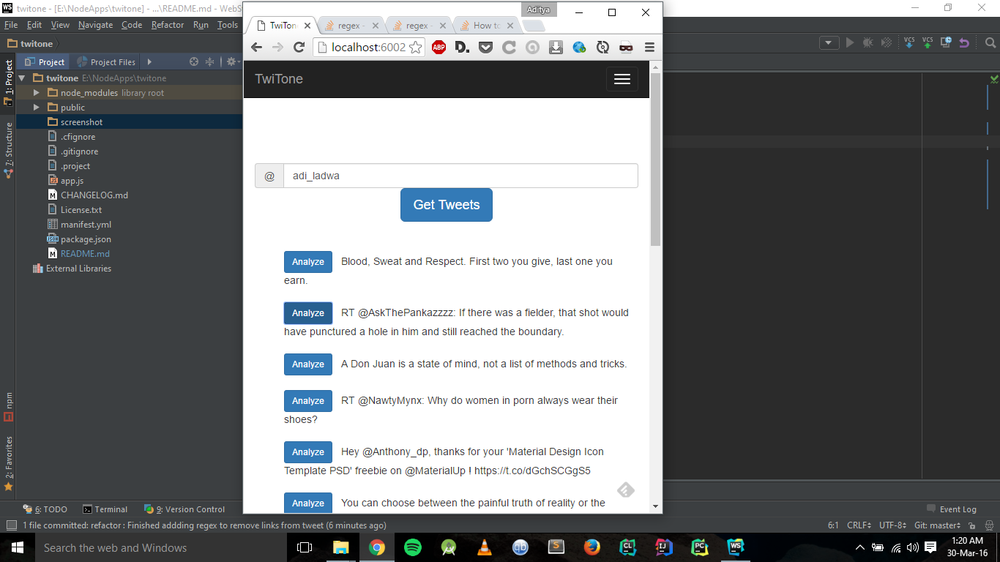 twitone - [E:\NodeApps\twitone] - ...\README.md - WebS
Aditya
File Edit View Navigate Code Refactor Run Tools
TwiTone
regex -
regex -
How to
localhost:6002
ABP
D.
twitone
VCS
VCS
1: Project
Project
Project Files
twitone E:\NodeApps\twitone
node_modules library root
public
screenshot
.cfignore
.gitignore
.project
app.js
CHANGELOG.md
License.txt
manifest.yml
package.json
README.md
External Libraries
7: Structure
npm
2: Favorites
TwiTone
@
adi_ladwa
Get Tweets
Analyze Blood, Sweat and Respect. First two you give, last one you
earn.
Analyze RT @AskThePankazzzz: If there was a fielder, that shot would
have punctured a hole in him and still reached the boundary.
Analyze A Don Juan is a state of mind, not a list of methods and tricks.
Analyze RT @NawtyMynx: Why do women in porn always wear their
shoes?
Analyze Hey @Anthony_dp, thanks for your 'Material Design Icon
Template PSD' freebie on @MaterialUp ! https://t.co/dGchSCGgS5
Analyze You can choose between the painful truth of reality or the
6: TODO
Terminal
9: Version Control
Event Log
1 file committed: refactor : Finished addding regex to remove links from tweet (6 minutes ago)
6:1 CRLF UTF-8 Git: master
Search the web and Windows
1:20 AM
30-Mar-16